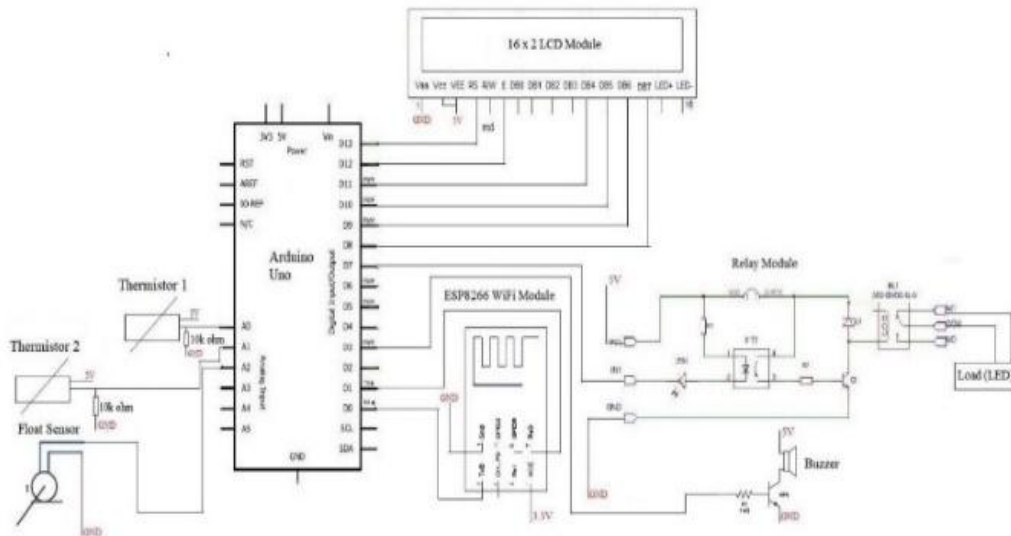 16 x 2 LCD Module
Vss Vcc VEE RS R/W E DB0 DB1 DB2 DB3 DB4 DB5 DB6 DB7 LED+ LED-
GND
5V
3V3 5V Vin
Power
RST
AREF
N/C
D13
D12
D11
D10
D9
D8
D7
D6
D5
D4
D3
D2
D1
D0
SCL
SDA
Arduino
Uno
Digital Input/Output
Analog Input
A0
A1
A2
A3
A4
A5
GND
Thermistor 1
5V
10k ohm
GND
Thermistor 2
5V
10k ohm
GND
Float Sensor
GND
ESP8266 WiFi Module
GND
3.3V
Relay Module
5V
GND
GND
Load (LED)
5V
Buzzer
GND